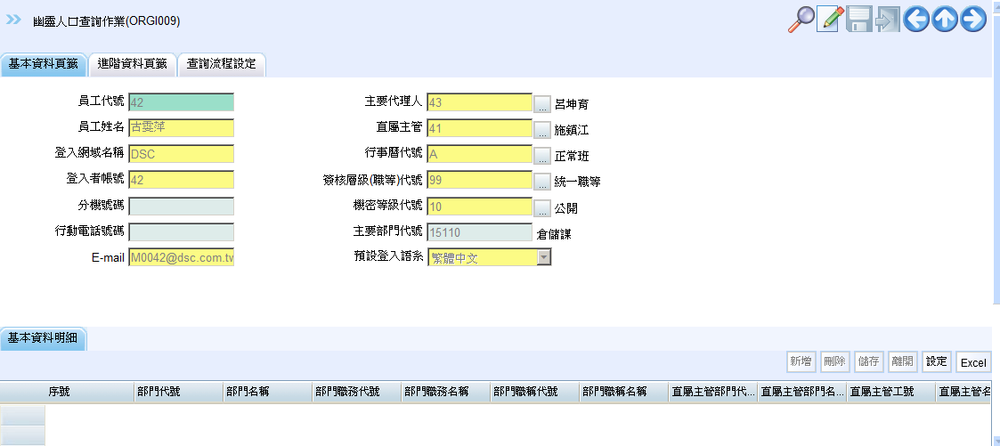 幽靈人口查詢作業(ORGI009)
基本資料頁籤 進階資料頁籤 查詢流程設定
員工代號 42 主要代理人 43 ... 呂坤育
員工姓名 古雯萍 直屬主管 41 ... 施鎮江
登入網域名稱 DSC 行事曆代號 A ... 正常班
登入者帳號 42 簽核層級(職等)代號 99 ... 統一職等
分機號碼 機密等級代號 10 ... 公開
行動電話號碼 主要部門代號 15110 倉儲課
E-mail M0042@dsc.com.tw 預設登入語系 繁體中文
基本資料明細
新增 刪除 儲存 離開 設定 Excel
序號 部門代號 部門名稱 部門職務代號 部門職務名稱 部門職稱代號 部門職稱名稱 直屬主管部門代... 直屬主管部門名... 直屬主管工號 直屬主管名